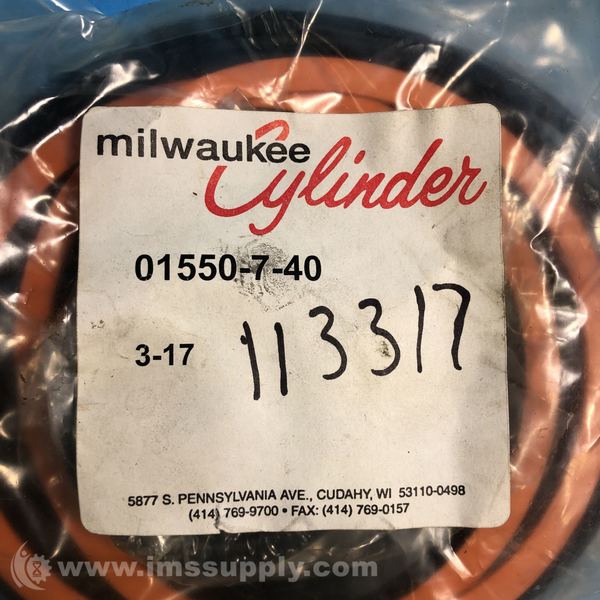 milwaukee
Cylinder
01550-7-40
3-17 113317
5877 S. PENNSYLVANIA AVE., CUDAHY, WI 53110-0498
(414) 769-9700 • FAX: (414) 769-0157
www.imssupply.com